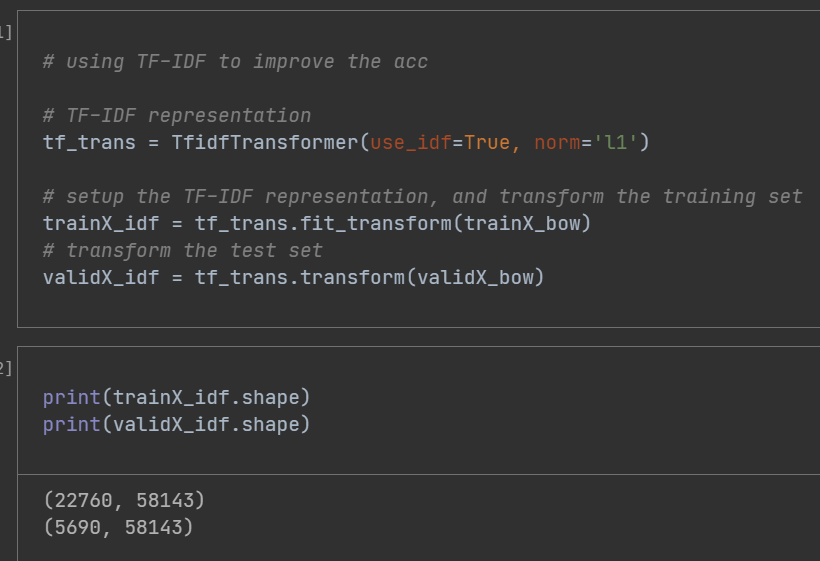 1]
# using TF-IDF to improve the acc
# TF-IDF representation
tf_trans = TfidfTransformer(use_idf=True, norm='l1')
# setup the TF-IDF representation, and transform the training set
trainX_idf = tf_trans.fit_transform(trainX_bow)
# transform the test set
validX_idf = tf_trans.transform(validX_bow)
2]
print(trainX_idf.shape)
print(validX_idf.shape)
(22760, 58143)
(5690, 58143)